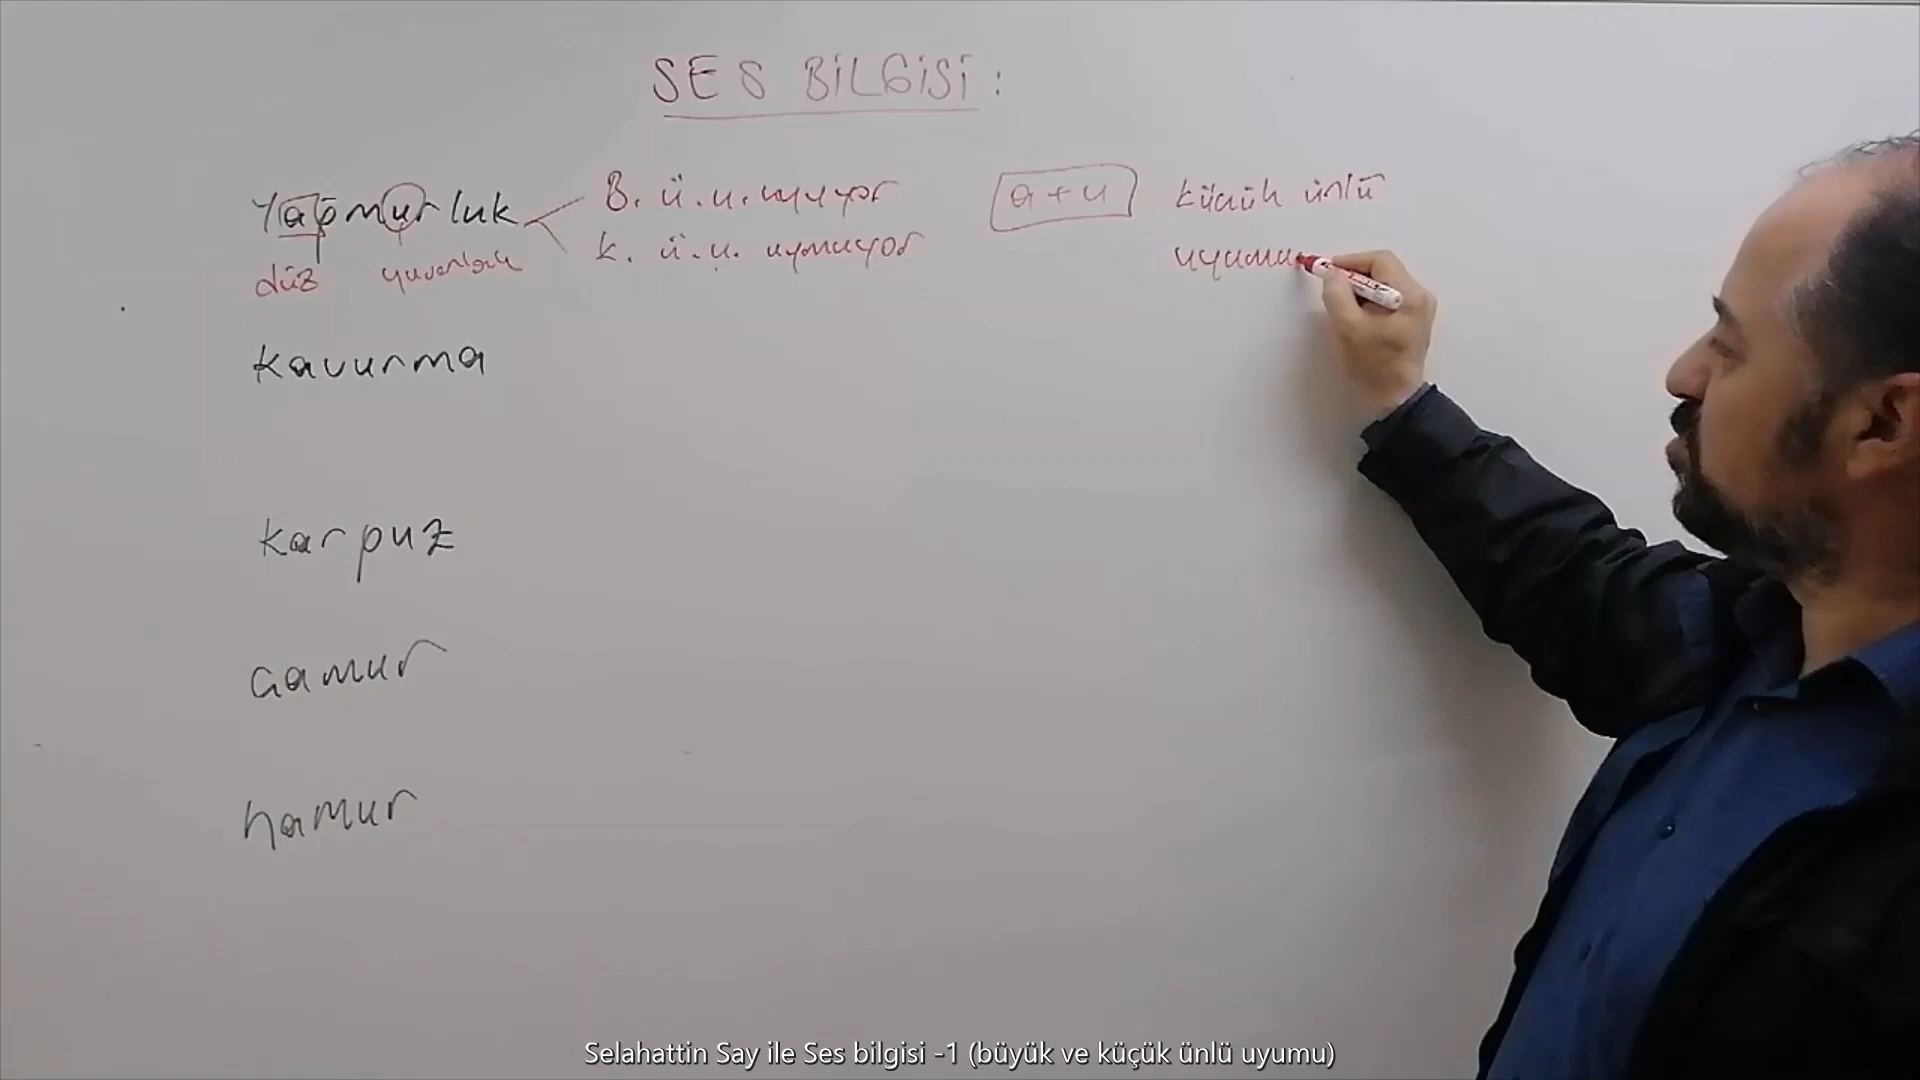 SES BİLGİSİ:
Yağmurluk
düz yuvarlak
B. ü. u. uyuyor
k. ü. u. uymuyor
a+u
küçük ünlü
uyumu
kavurma
karpuz
çamur
hamur
Selahattin Say ile Ses bilgisi -1 (büyük ve küçük ünlü uyumu)